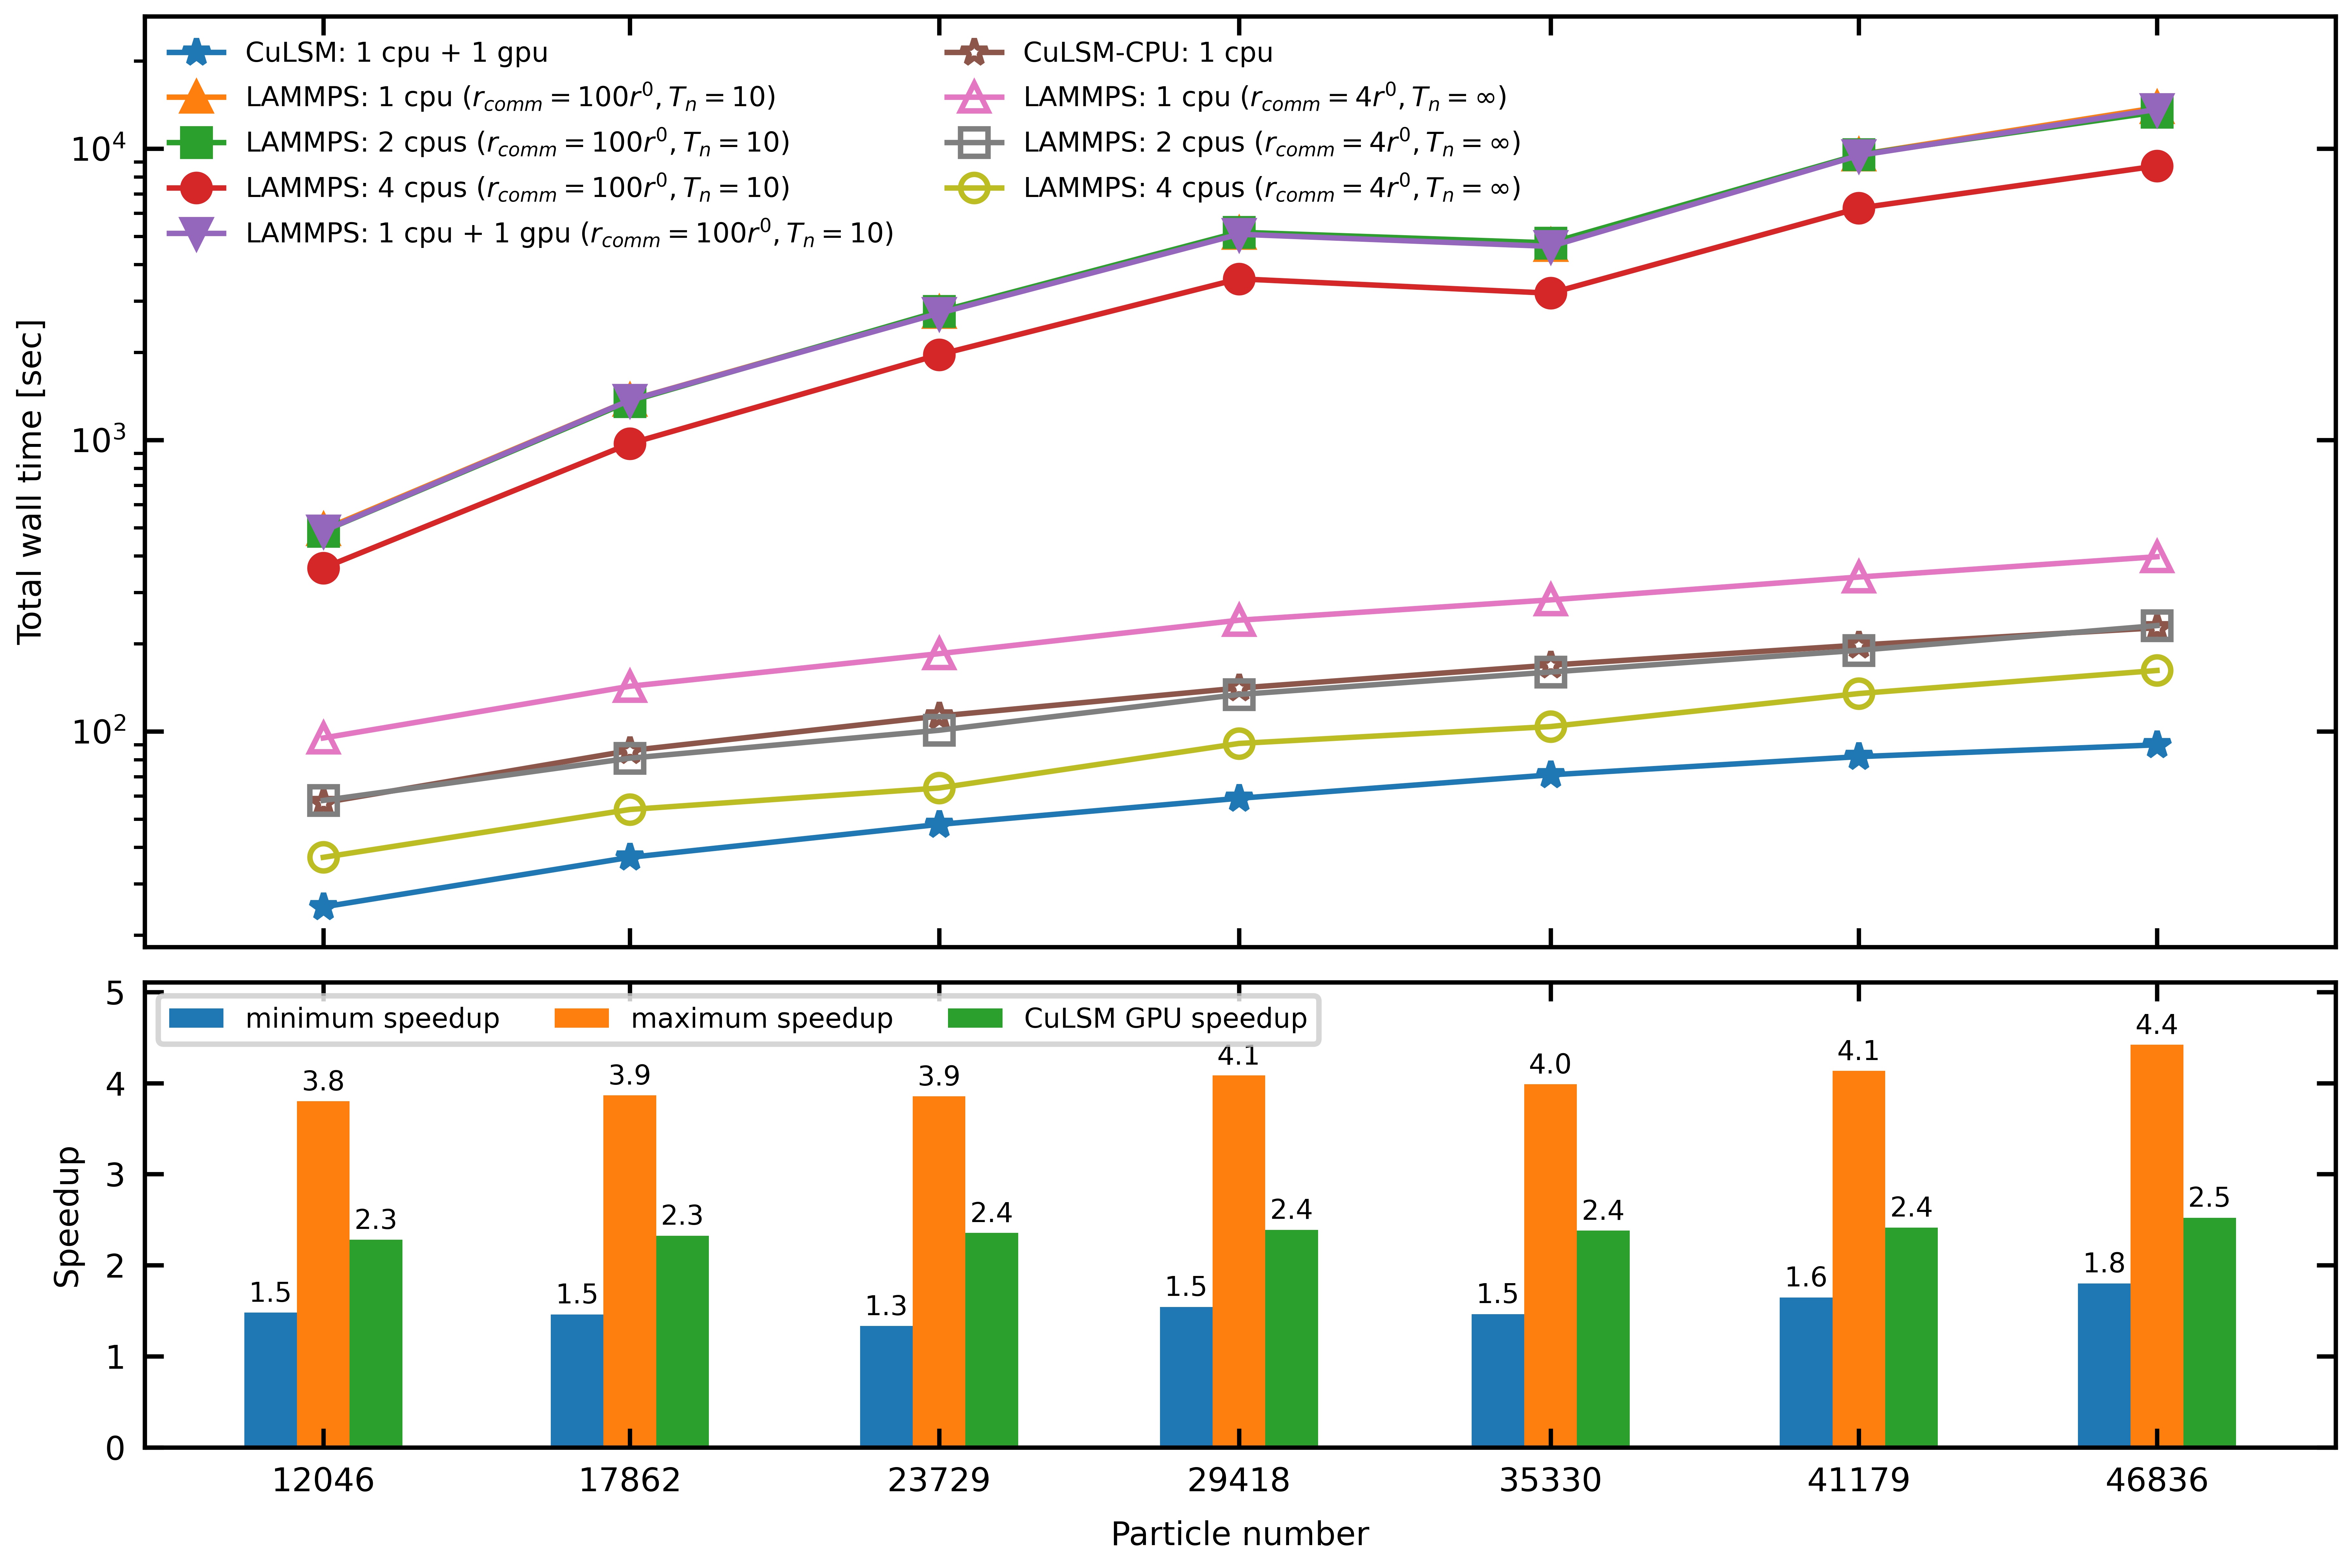 CuLSM: 1 cpu + 1 gpu
LAMMPS: 1 cpu (r_comm = 100r^0, T_n = 10)
LAMMPS: 2 cpus (r_comm = 100r^0, T_n = 10)
LAMMPS: 4 cpus (r_comm = 100r^0, T_n = 10)
LAMMPS: 1 cpu + 1 gpu (r_comm = 100r^0, T_n = 10)
CuLSM-CPU: 1 cpu
LAMMPS: 1 cpu (r_comm = 4r^0, T_n = ∞)
LAMMPS: 2 cpus (r_comm = 4r^0, T_n = ∞)
LAMMPS: 4 cpus (r_comm = 4r^0, T_n = ∞)
Total wall time [sec]
10^4
10^3
10^2
minimum speedup
maximum speedup
CuLSM GPU speedup
Speedup
5
4
3
2
1
0
1.5 3.8 2.3
1.5 3.9 2.3
1.3 3.9 2.4
1.5 4.1 2.4
1.5 4.0 2.4
1.6 4.1 2.4
1.8 4.4 2.5
12046 17862 23729 29418 35330 41179 46836
Particle number